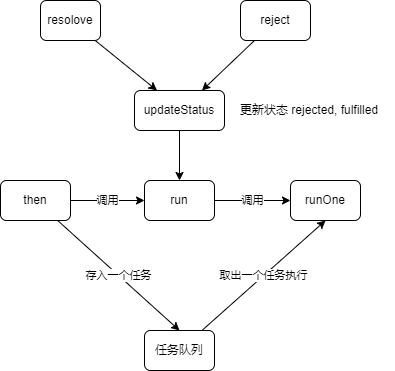 resolove
reject
updateStatus
更新状态 rejected, fulfilled
then
调用
run
调用
runOne
存入一个任务
取出一个任务执行
任务队列